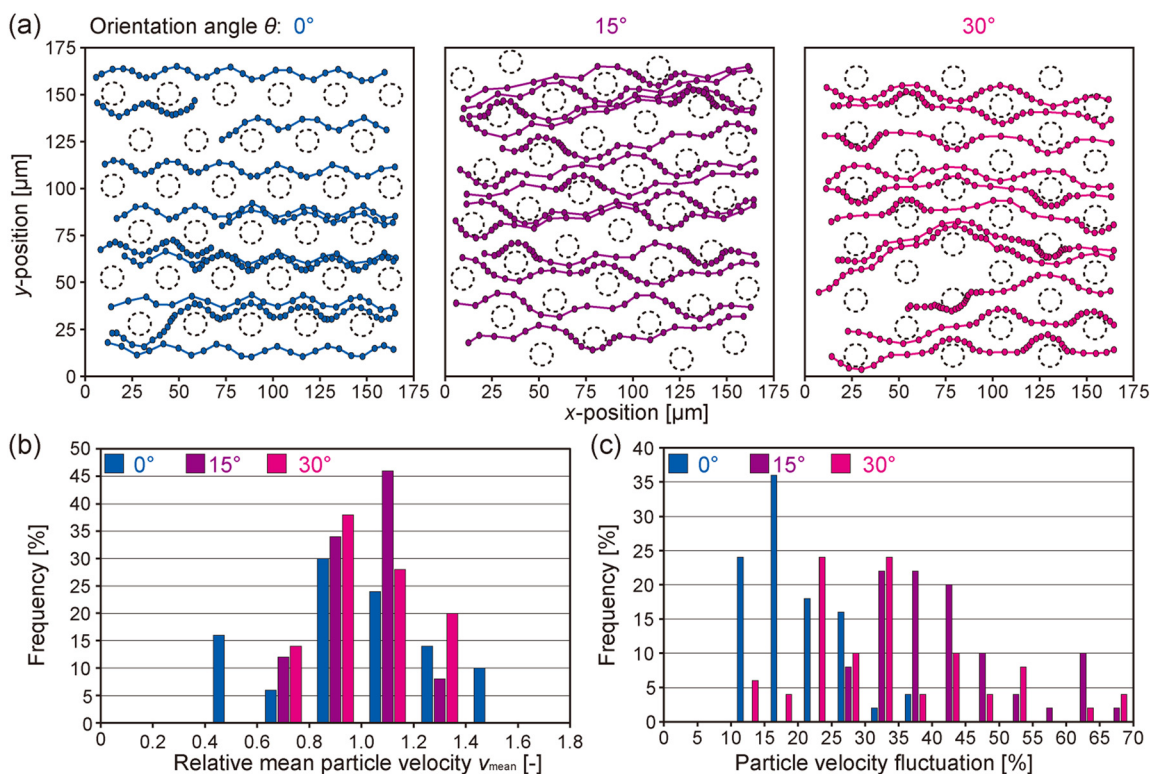 (a) Orientation angle θ: 0° 15° 30°
y-position [µm]
175
150
125
100
75
50
25
0
0 25 50 75 100 125 150 175
0 25 50 75 100 125 150 175
0 25 50 75 100 125 150 175
x-position [µm]
(b)
0° 15° 30°
Frequency [%]
50
45
40
35
30
25
20
15
10
5
0
0 0.2 0.4 0.6 0.8 1.0 1.2 1.4 1.6 1.8
Relative mean particle velocity vmean [-]
(c)
0° 15° 30°
Frequency [%]
40
35
30
25
20
15
10
5
0
0 5 10 15 20 25 30 35 40 45 50 55 60 65 70
Particle velocity fluctuation [%]